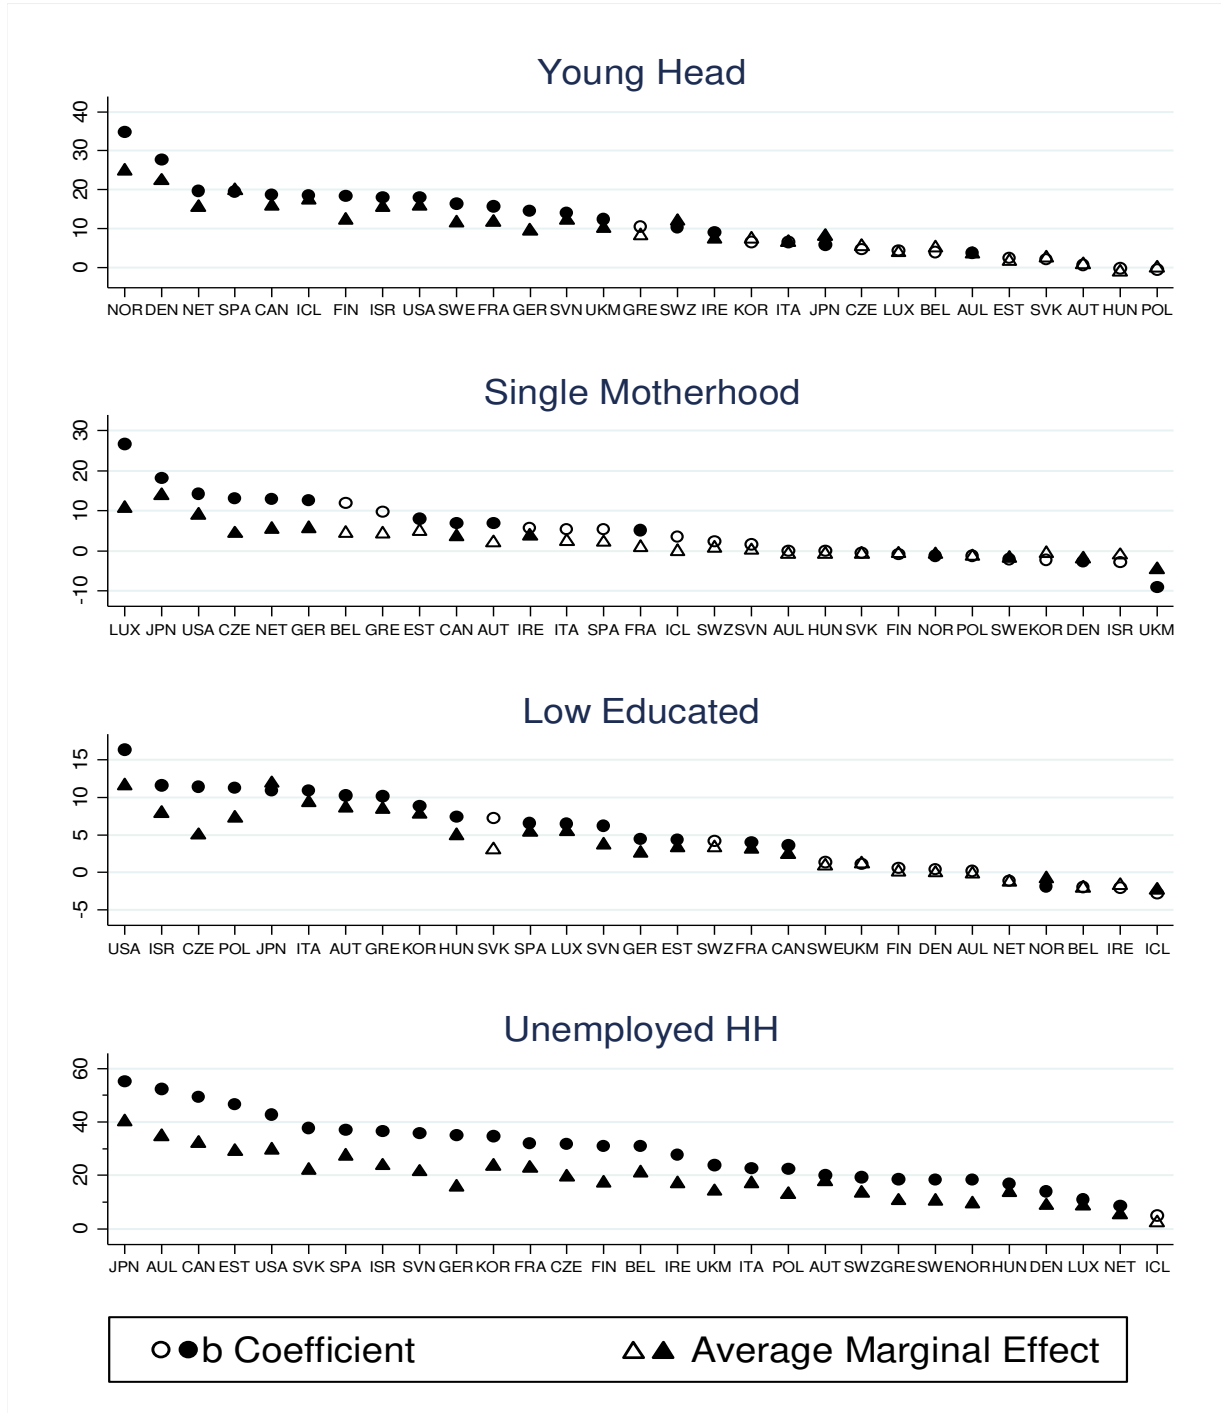 Young Head
40
30
20
10
0
NOR DEN NET SPA CAN ICL FIN ISR USA SWE FRA GER SVN UKM GRE SWZ IRE KOR ITA JPN CZE LUX BEL AUL EST SVK AUT HUN POL
Single Motherhood
30
20
10
0
-10
LUX JPN USA CZE NET GER BEL GRE EST CAN AUT IRE ITA SPA FRA ICL SWZ SVN AUL HUN SVK FIN NOR POL SWE KOR DEN ISR UKM
Low Educated
15
10
5
0
-5
USA ISR CZE POL JPN ITA AUT GRE KOR HUN SVK SPA LUX SVN GER EST SWZ FRA CAN SWE UKM FIN DEN AUL NET NOR BEL IRE ICL
Unemployed HH
60
40
20
0
JPN AUL CAN EST USA SVK SPA ISR SVN GER KOR FRA CZE FIN BEL IRE UKM ITA POL AUT SWZ GRE SWE NOR HUN DEN LUX NET ICL
b Coefficient
Average Marginal Effect